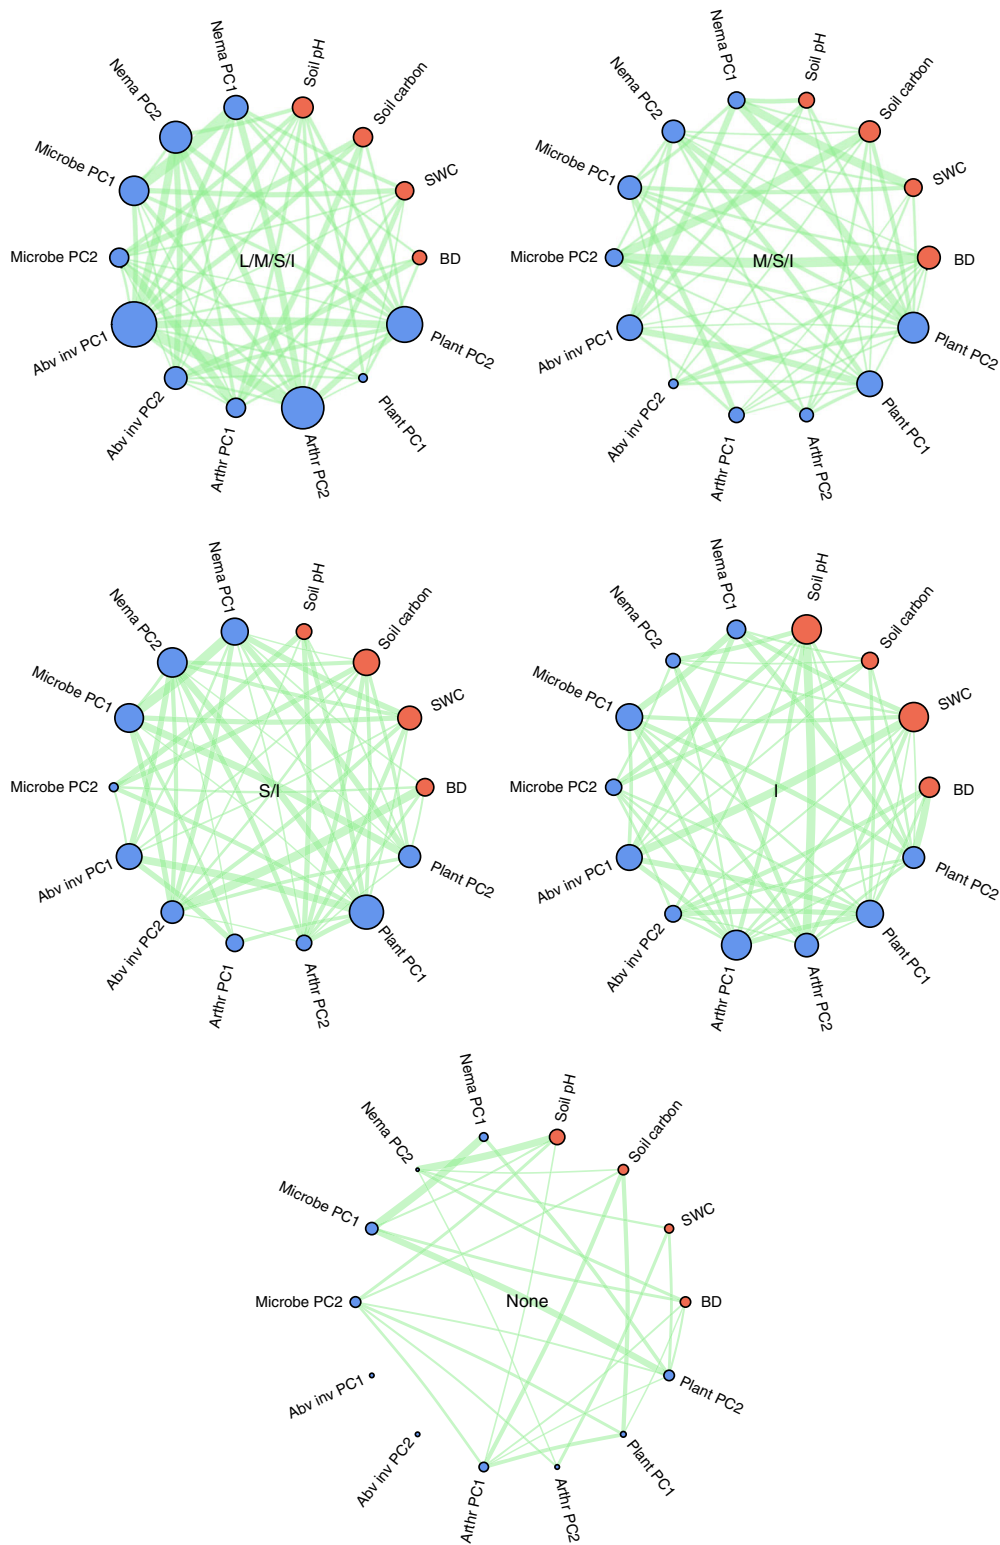 Nema PC1
Soil pH
Nema PC2
Soil carbon
Microbe PC1
SWC
Microbe PC2
L/M/S/I
BD
Abv inv PC1
Plant PC2
Abv inv PC2
Plant PC1
Arthr PC1
Arthr PC2
Nema PC1
Soil pH
Nema PC2
Soil carbon
Microbe PC1
SWC
Microbe PC2
M/S/I
BD
Abv inv PC1
Plant PC2
Abv inv PC2
Plant PC1
Arthr PC1
Arthr PC2
Nema PC1
Soil pH
Nema PC2
Soil carbon
Microbe PC1
SWC
Microbe PC2
S/I
BD
Abv inv PC1
Plant PC2
Abv inv PC2
Plant PC1
Arthr PC1
Arthr PC2
Nema PC1
Soil pH
Nema PC2
Soil carbon
Microbe PC1
SWC
Microbe PC2
I
BD
Abv inv PC1
Plant PC2
Abv inv PC2
Plant PC1
Arthr PC1
Arthr PC2
Nema PC1
Soil pH
Nema PC2
Soil carbon
Microbe PC1
SWC
Microbe PC2
None
BD
Abv inv PC1
Plant PC2
Abv inv PC2
Plant PC1
Arthr PC1
Arthr PC2